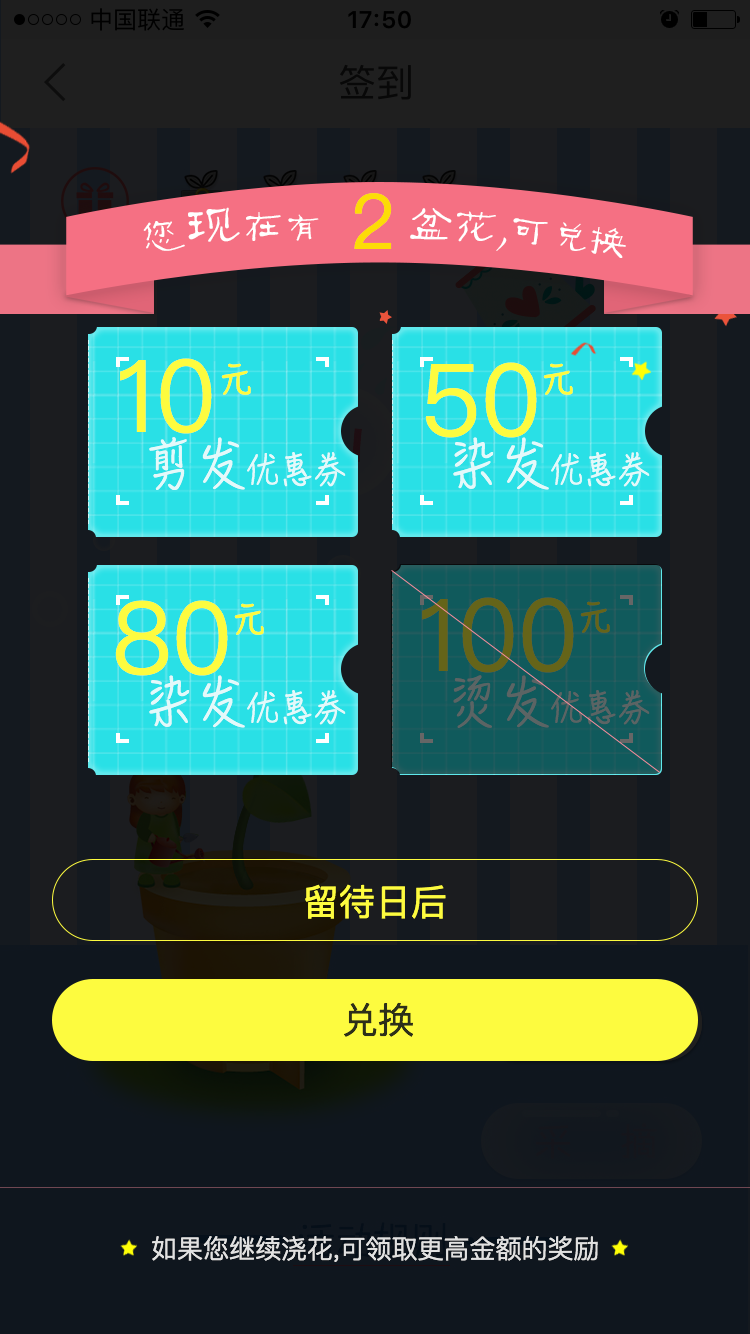 中国联通
17:50
签到
您现在有2盆花,可兑换
10元
剪发优惠券
50元
染发优惠券
80元
染发优惠券
100元
烫发优惠券
留待日后
兑换
如果您继续浇花,可领取更高金额的奖励